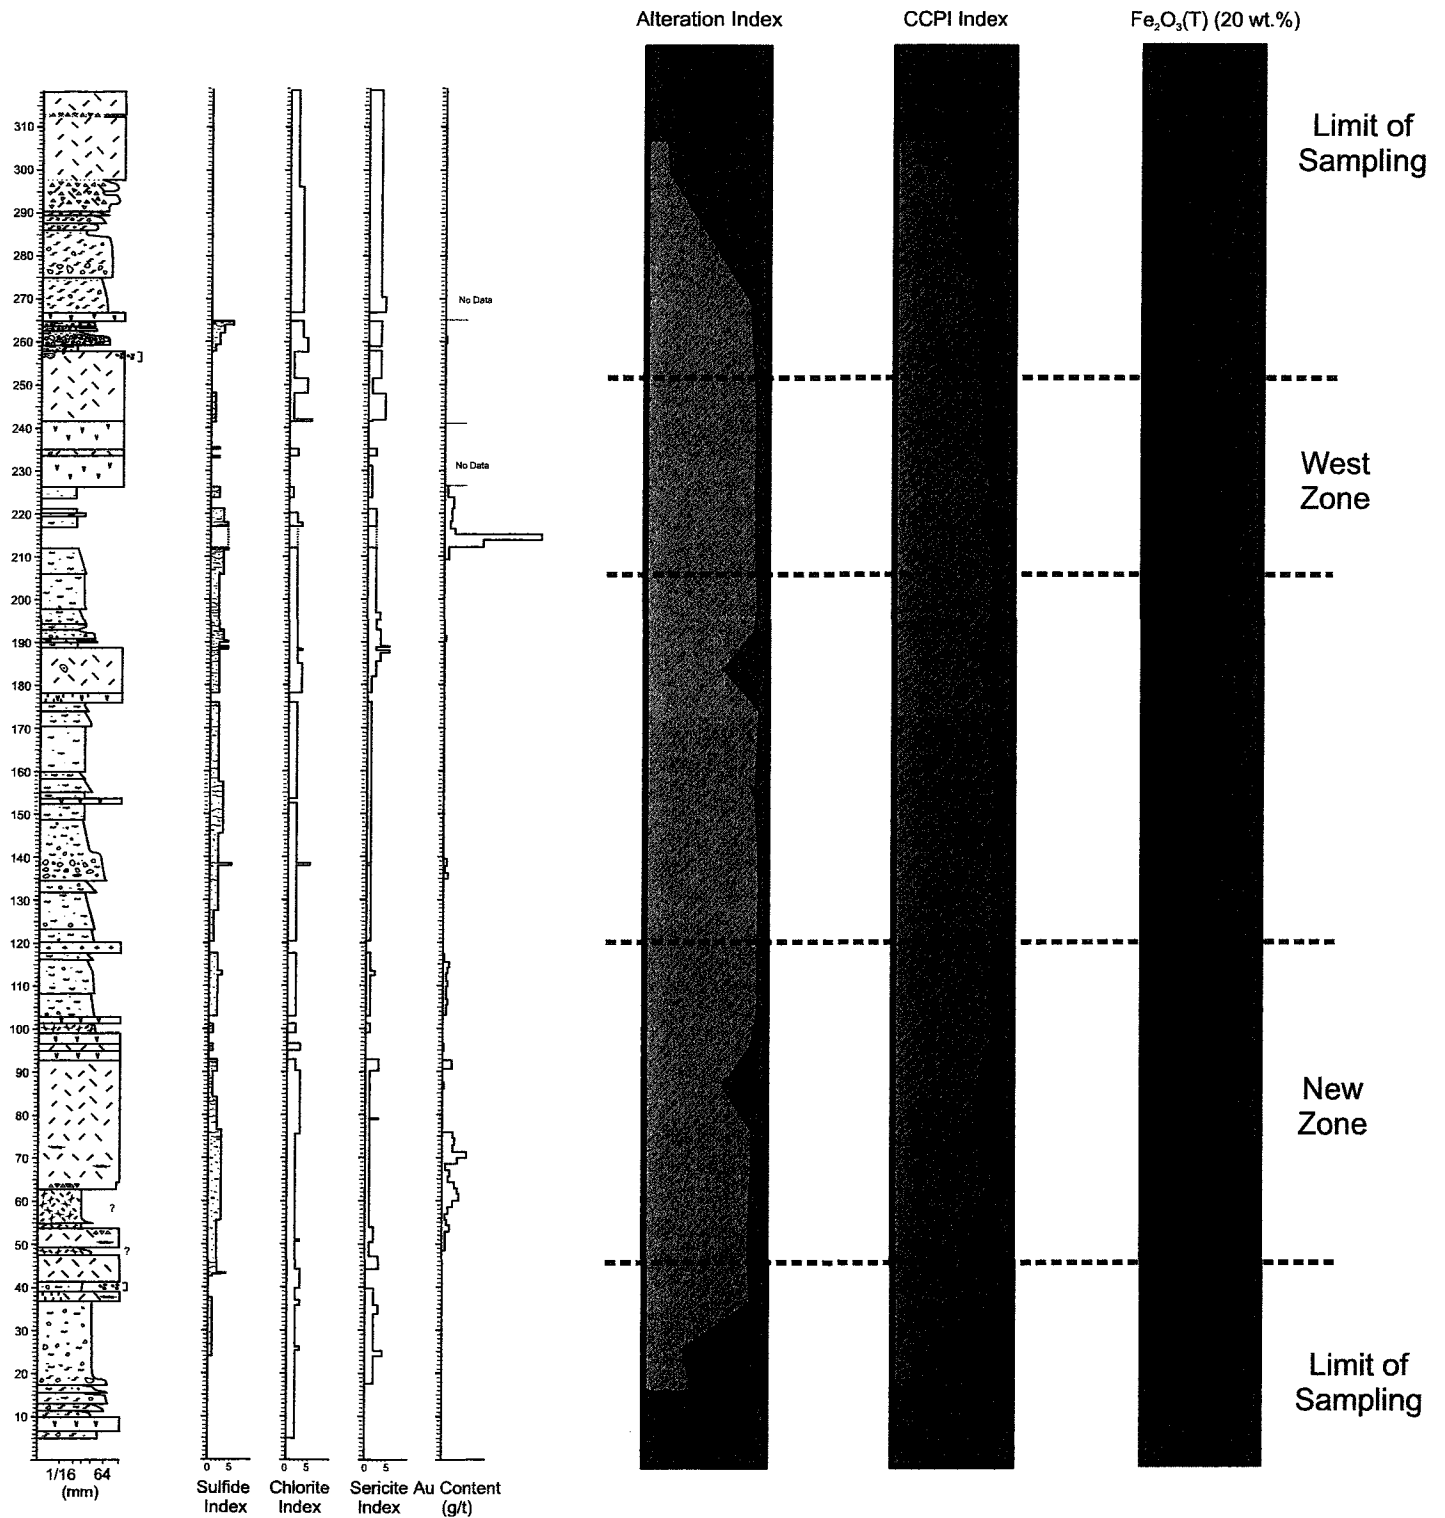 Alteration Index
CCPI Index
Fe₂O₃(T) (20 wt.%)
310
300
290
280
270
260
250
240
230
220
210
200
190
180
170
160
150
140
130
120
110
100
90
80
70
60
50
40
30
20
10
No Data
No Data
?
?
Limit of
Sampling
West
Zone
New
Zone
Limit of
Sampling
1/16 64
(mm)
0 5
Sulfide
Index
0 5
Chlorite
Index
0 5
Sericite
Index
Au Content
(g/t)